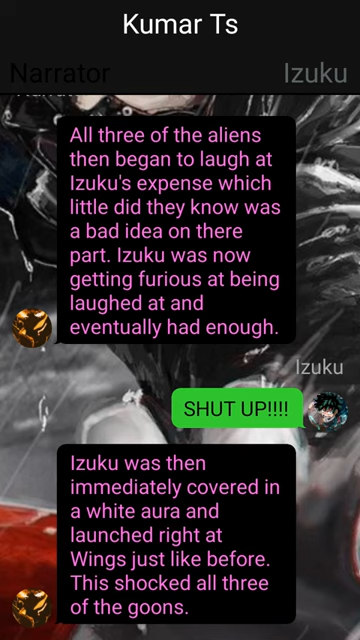 Kumar Ts
Narrator
Izuku
All three of the aliens
then began to laugh at
Izuku's expense which
little did they know was
a bad idea on there
part. Izuku was now
getting furious at being
laughed at and
eventually had enough.
Izuku
SHUT UP!!!!
Izuku was then
immediately covered in
a white aura and
launched right at
Wings just like before.
This shocked all three
of the goons.